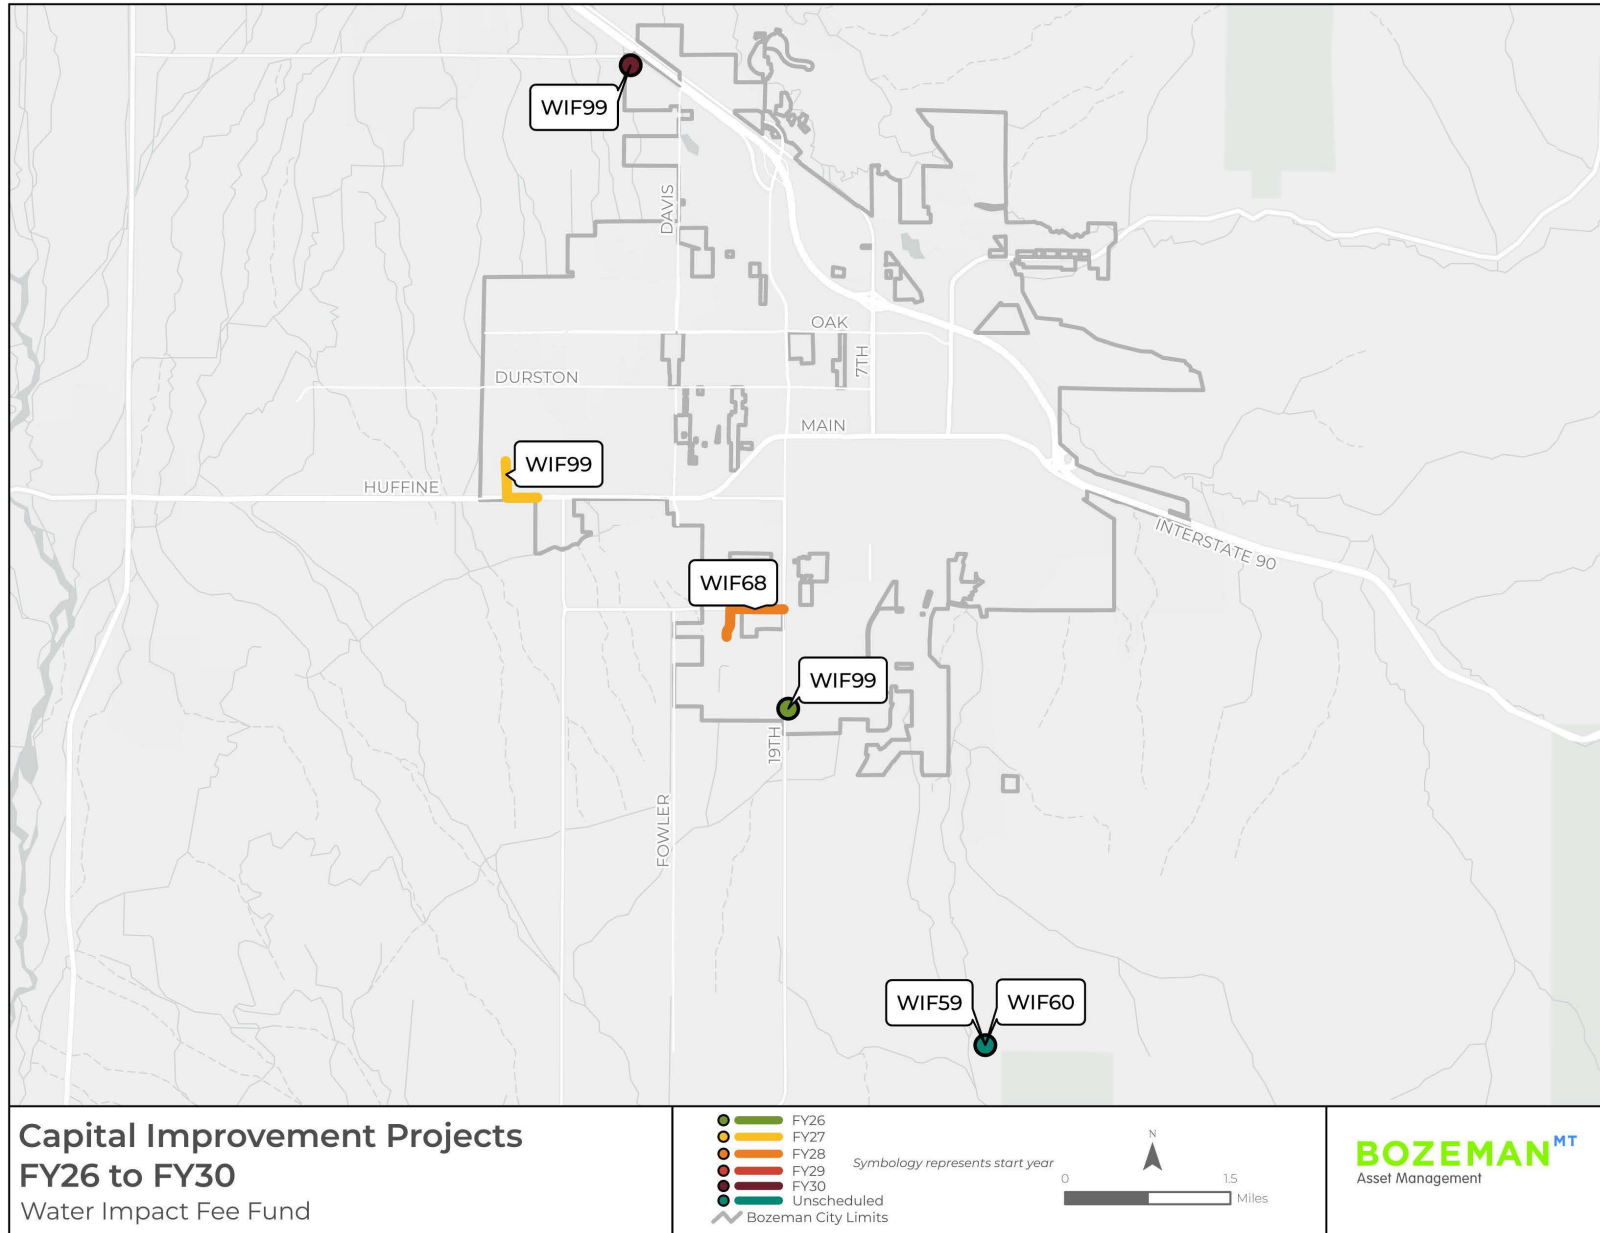 WIF99
DAVIS
OAK
7TH
DURSTON
MAIN
WIF99
HUFFINE
INTERSTATE 90
WIF68
WIF99
19TH
FOWLER
WIF59
WIF60
Capital Improvement Projects
FY26 to FY30
Water Impact Fee Fund
FY26
FY27
FY28
FY29
FY30
Unscheduled
Bozeman City Limits
Symbology represents start year
N
0 1.5
Miles
BOZEMAN MT
Asset Management